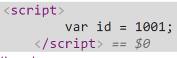 <script>
var id = 1001;
</script> == $0